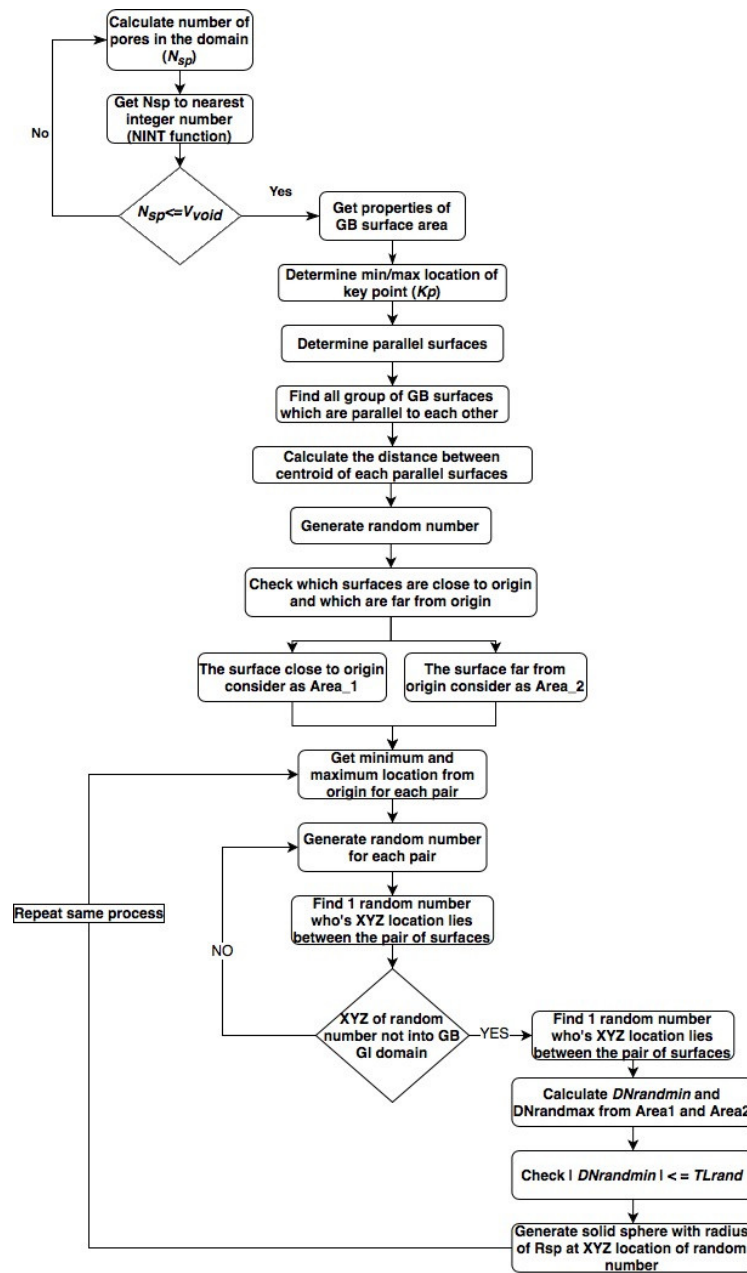 Calculate number of
pores in the domain
(Nsp)
Get Nsp to nearest
integer number
(NINT function)
No
Nsp<=Vvoid
Yes
Get properties of
GB surface area
Determine min/max location of
key point (Kp)
Determine parallel surfaces
Find all group of GB surfaces
which are parallel to each other
Calculate the distance between
centroid of each parallel surfaces
Generate random number
Check which surfaces are close to origin
and which are far from origin
The surface close to origin
consider as Area_1
The surface far from
origin consider as Area_2
Get minimum and
maximum location from
origin for each pair
Generate random number
for each pair
Repeat same process
Find 1 random number
who's XYZ location lies
between the pair of surfaces
NO
XYZ of random
number not into GB
GI domain
YES
Find 1 random number
who's XYZ location lies
between the pair of surfaces
Calculate DNrandmin and
DNrandmax from Area1 and Area2
Check | DNrandmin | < = TLrand
Generate solid sphere with radius
of Rsp at XYZ location of random
number